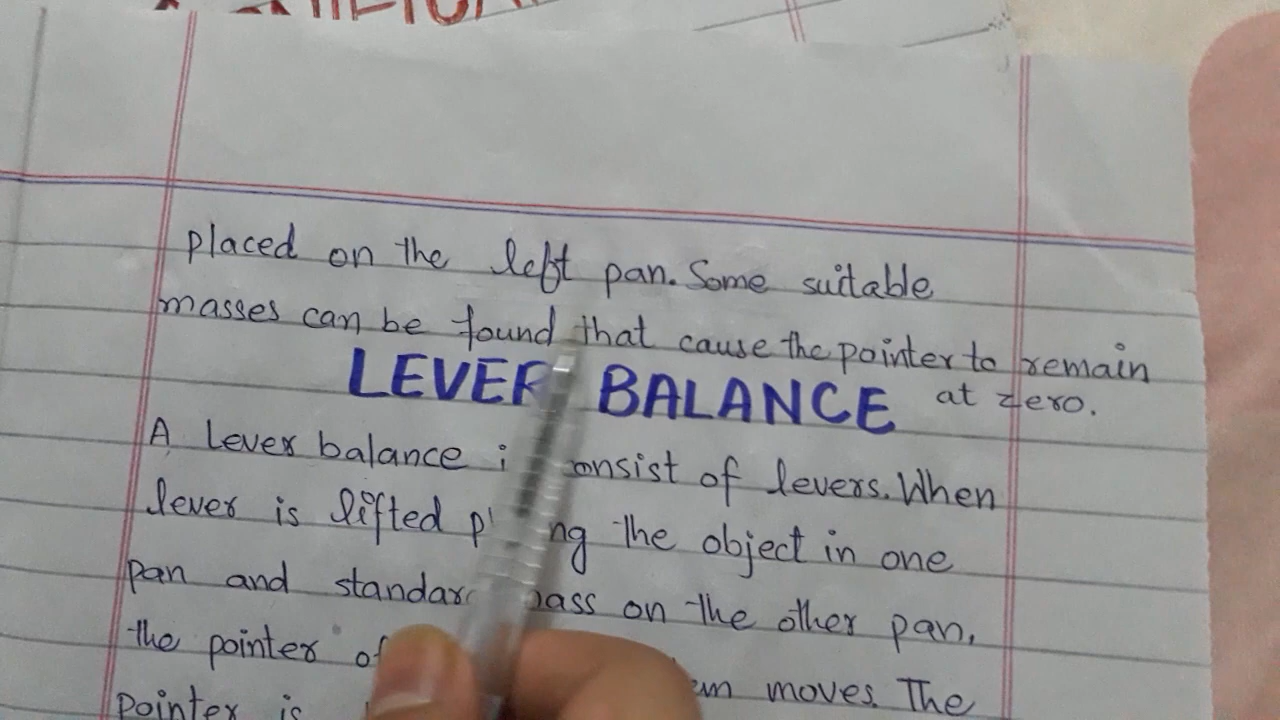 placed on the left pan. Some suitable
masses can be found that cause the pointer to remain
at zero.
LEVER BALANCE
A Lever balance onsist of levers. When
lever is lifted the object in one
pan and on the other pan,
the pointer moves. The
Pointer is